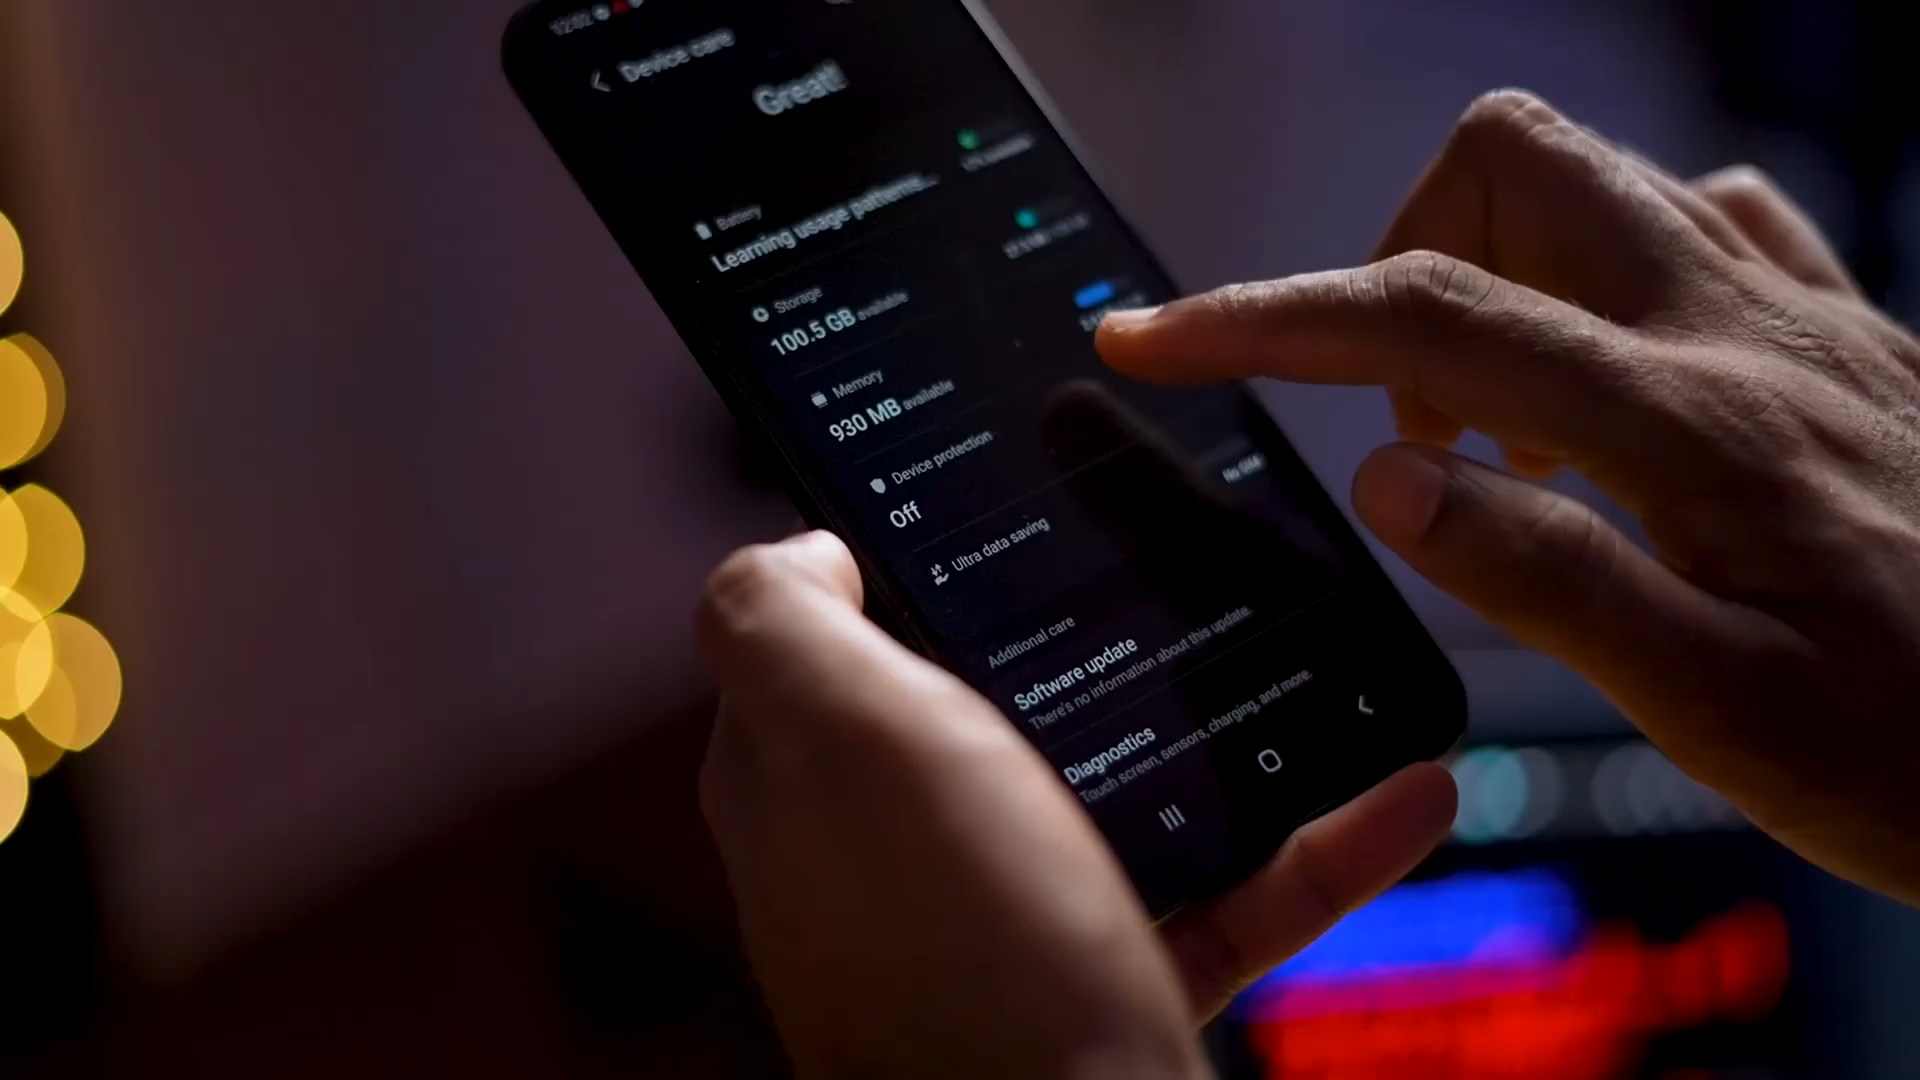 Device care
Great!
Battery
Learning usage patterns...
Storage
100.5 GB available
Memory
930 MB available
Device protection
Off
Ultra data saving
Additional care
Software update
There's no information about this update.
Diagnostics
Touch screen, sensors, charging, and more.